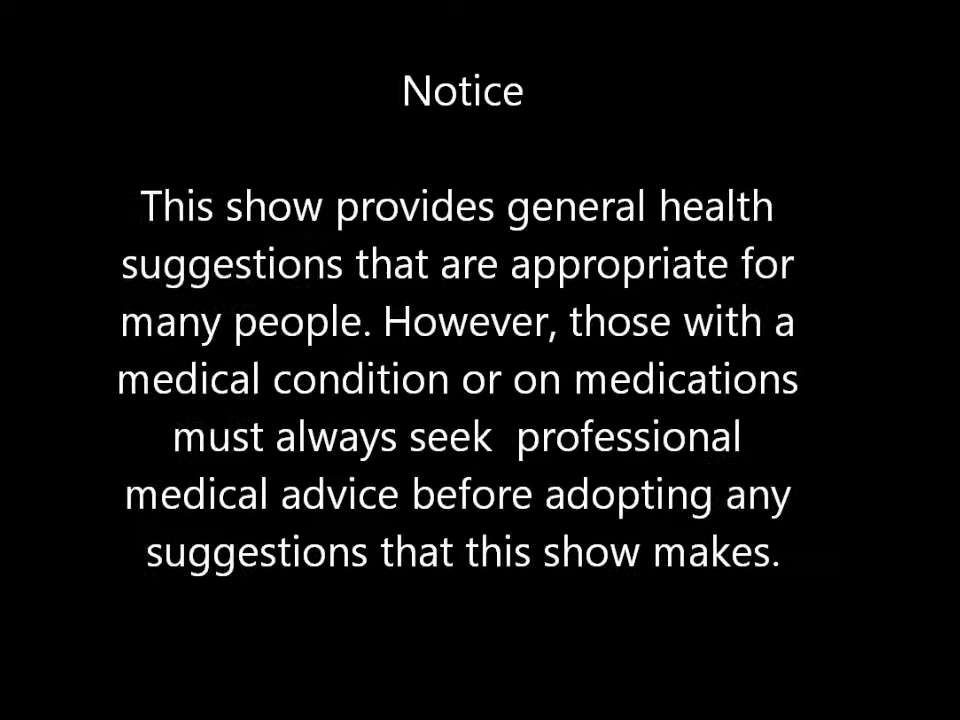 Notice
This show provides general health
suggestions that are appropriate for
many people. However, those with a
medical condition or on medications
must always seek  professional
medical advice before adopting any
suggestions that this show makes.